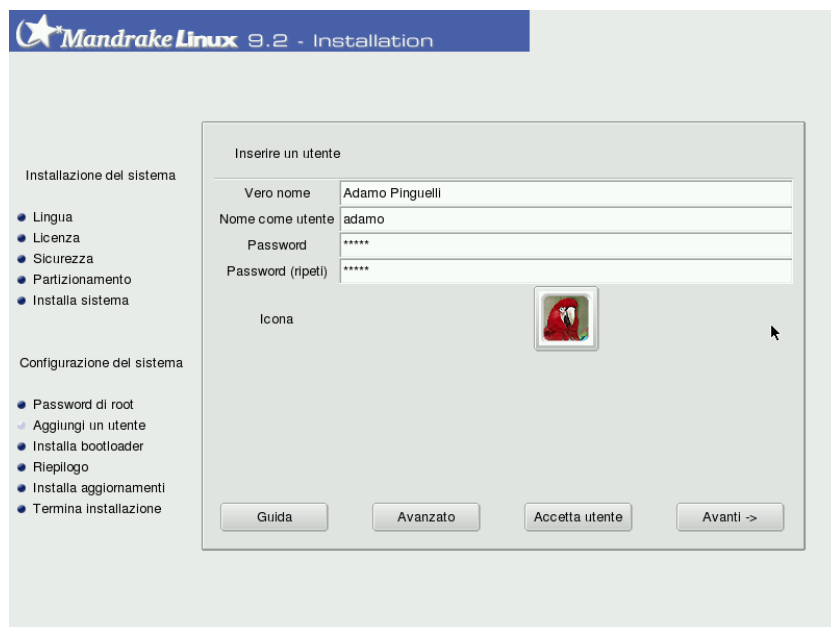 MandrakeLinux 9.2 - Installation
Installazione del sistema
Lingua
Licenza
Sicurezza
Partizionamento
Installa sistema
Configurazione del sistema
Password di root
Aggiungi un utente
Installa bootloader
Riepilogo
Installa aggiornamenti
Termina installazione
Inserire un utente
Vero nome Adamo Pinguelli
Nome come utente adamo
Password *****
Password (ripeti) *****
Icona
Guida Avanzato Accetta utente Avanti ->